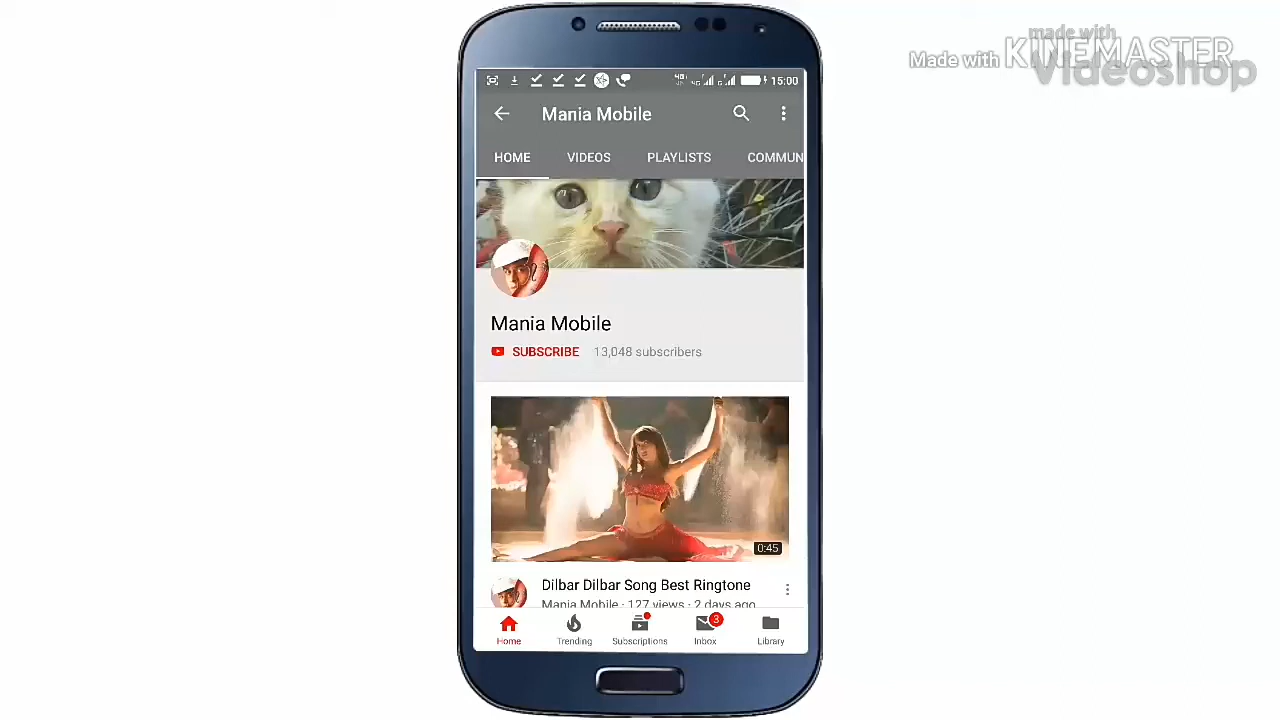 made with
Made with KINEMASTER
Videoshop
15:00
Mania Mobile
HOME VIDEOS PLAYLISTS COMMUN
Mania Mobile
SUBSCRIBE 13,048 subscribers
0:45
Dilbar Dilbar Song Best Ringtone
Mania Mobile · 127 views · 2 days ago
3
Home Trending Subscriptions Inbox Library